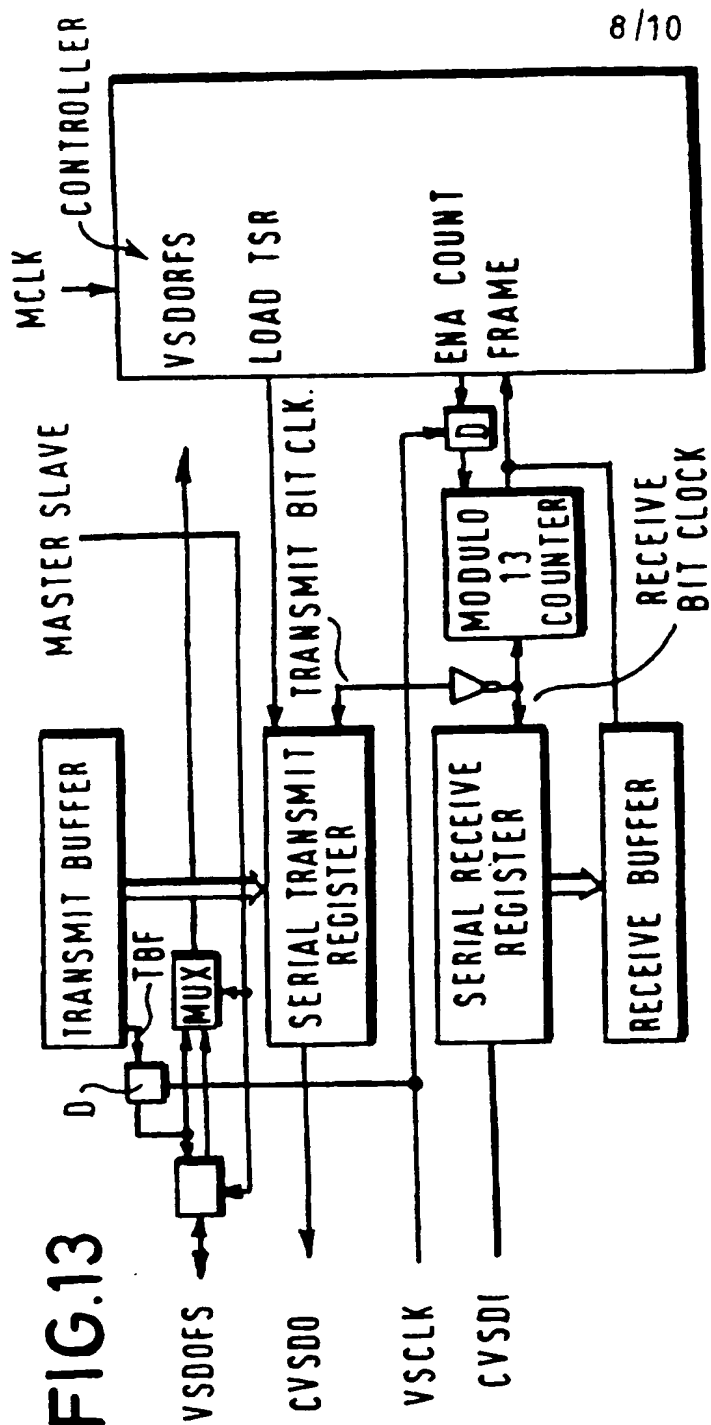 8/10
FIG.13
MCLK
CONTROLLER
VSDORFS
LOAD TSR
ENA COUNT
FRAME
MASTER SLAVE
TRANSMIT BIT CLK.
D
MODULO
13
COUNTER
RECEIVE
BIT CLOCK
TRANSMIT BUFFER
TBF
D
MUX
SERIAL TRANSMIT
REGISTER
SERIAL RECEIVE
REGISTER
RECEIVE BUFFER
VSDOFS
CVSDO
VSCLK
CVSDI